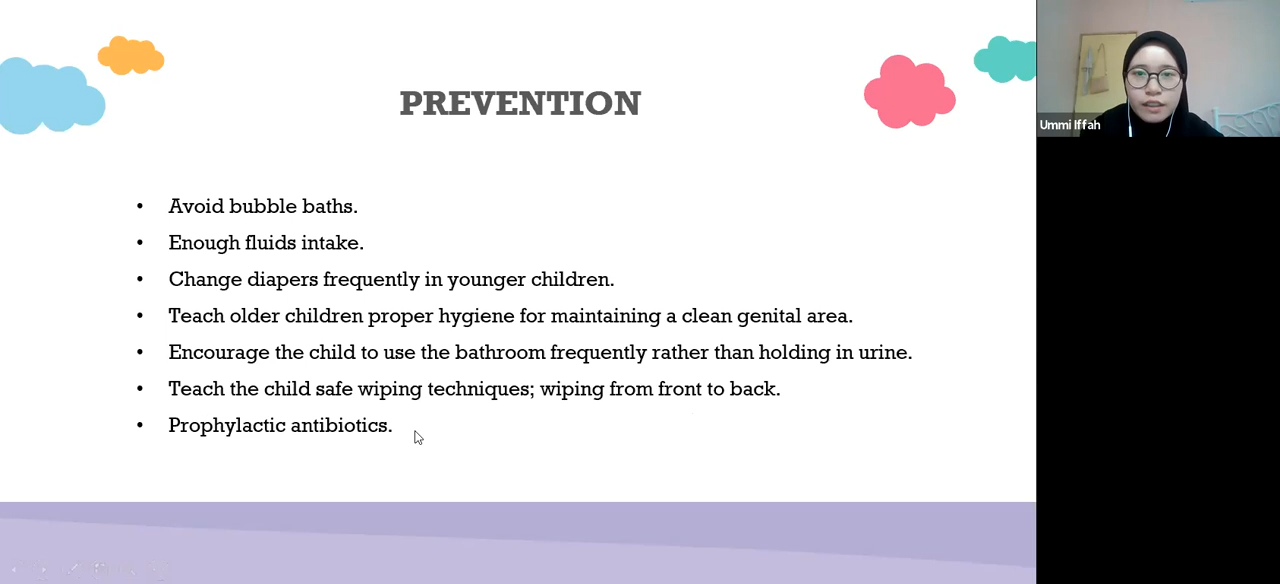 PREVENTION
Ummi Iffah
• Avoid bubble baths.
• Enough fluids intake.
• Change diapers frequently in younger children.
• Teach older children proper hygiene for maintaining a clean genital area.
• Encourage the child to use the bathroom frequently rather than holding in urine.
• Teach the child safe wiping techniques; wiping from front to back.
• Prophylactic antibiotics.